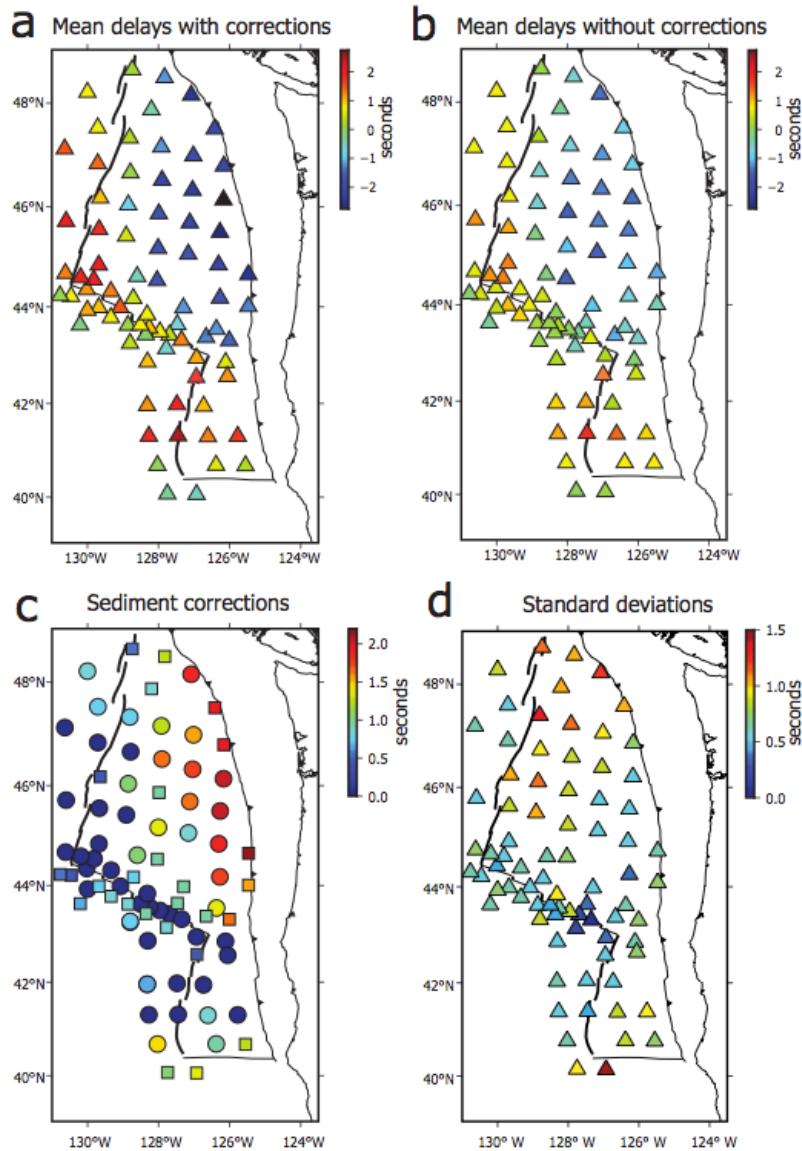 a Mean delays with corrections
48°N
46°N
44°N
42°N
40°N
130°W 128°W 126°W 124°W
2
1
0
−1
−2
seconds
b Mean delays without corrections
48°N
46°N
44°N
42°N
40°N
130°W 128°W 126°W 124°W
2
1
0
−1
−2
seconds
c Sediment corrections
48°N
46°N
44°N
42°N
40°N
130°W 128°W 126°W 124°W
2.0
1.5
1.0
0.5
0.0
seconds
d Standard deviations
48°N
46°N
44°N
42°N
40°N
130° W 128° W 126° W 124° W
1.5
1.0
0.5
0.0
seconds